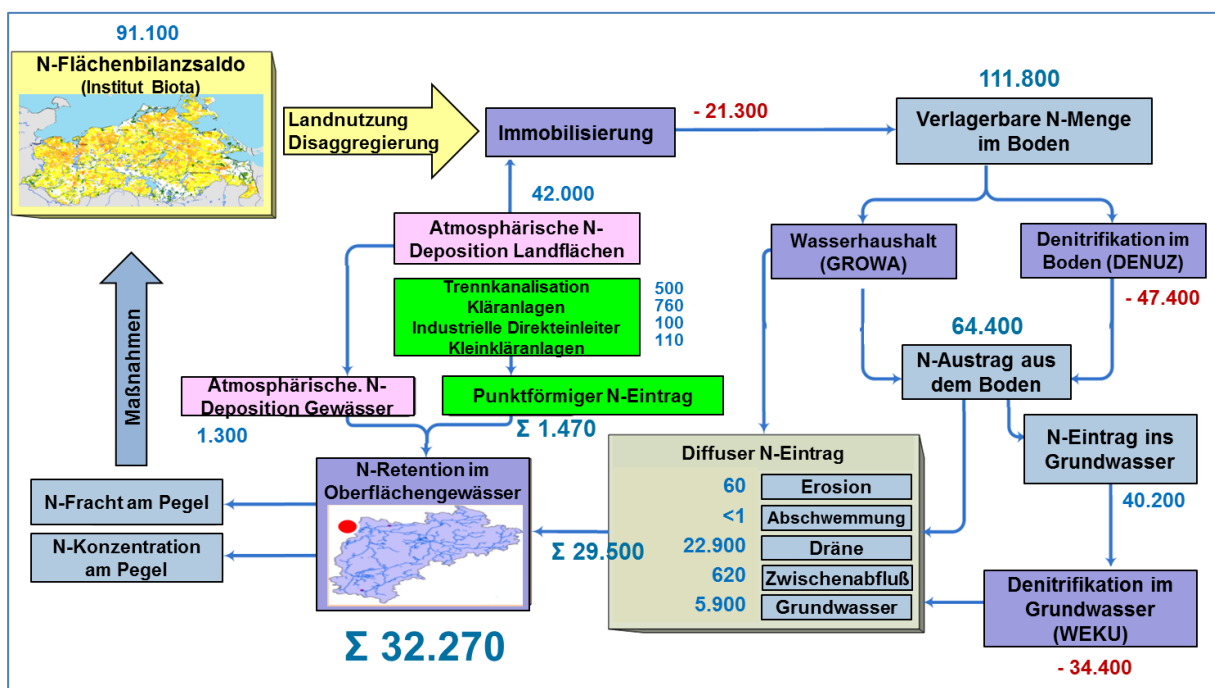 91.100
N-Flächenbilanzsaldo
(Institut Biota)
Landnutzung
Disaggregierung
Immobilisierung
- 21.300
111.800
Verlagerbare N-Menge
im Boden
42.000
Atmosphärische N-
Deposition Landflächen
Wasserhaushalt
(GROWA)
Denitrifikation im
Boden (DENUZ)
- 47.400
Trennkanalisation 500
Kläranlagen 760
Industrielle Direkteinleiter 100
Kleinkläranlagen 110
64.400
N-Austrag aus
dem Boden
Maßnahmen
Atmosphärische. N-
Deposition Gewässer
1.300
Punktförmiger N-Eintrag
Σ 1.470
N-Eintrag ins
Grundwasser
40.200
Diffuser N-Eintrag
60 Erosion
<1 Abschwemmung
22.900 Dräne
620 Zwischenabfluß
5.900 Grundwasser
Σ 29.500
N-Retention im
Oberflächengewässer
N-Fracht am Pegel
N-Konzentration
am Pegel
Denitrifikation im
Grundwasser
(WEKU)
- 34.400
Σ 32.270